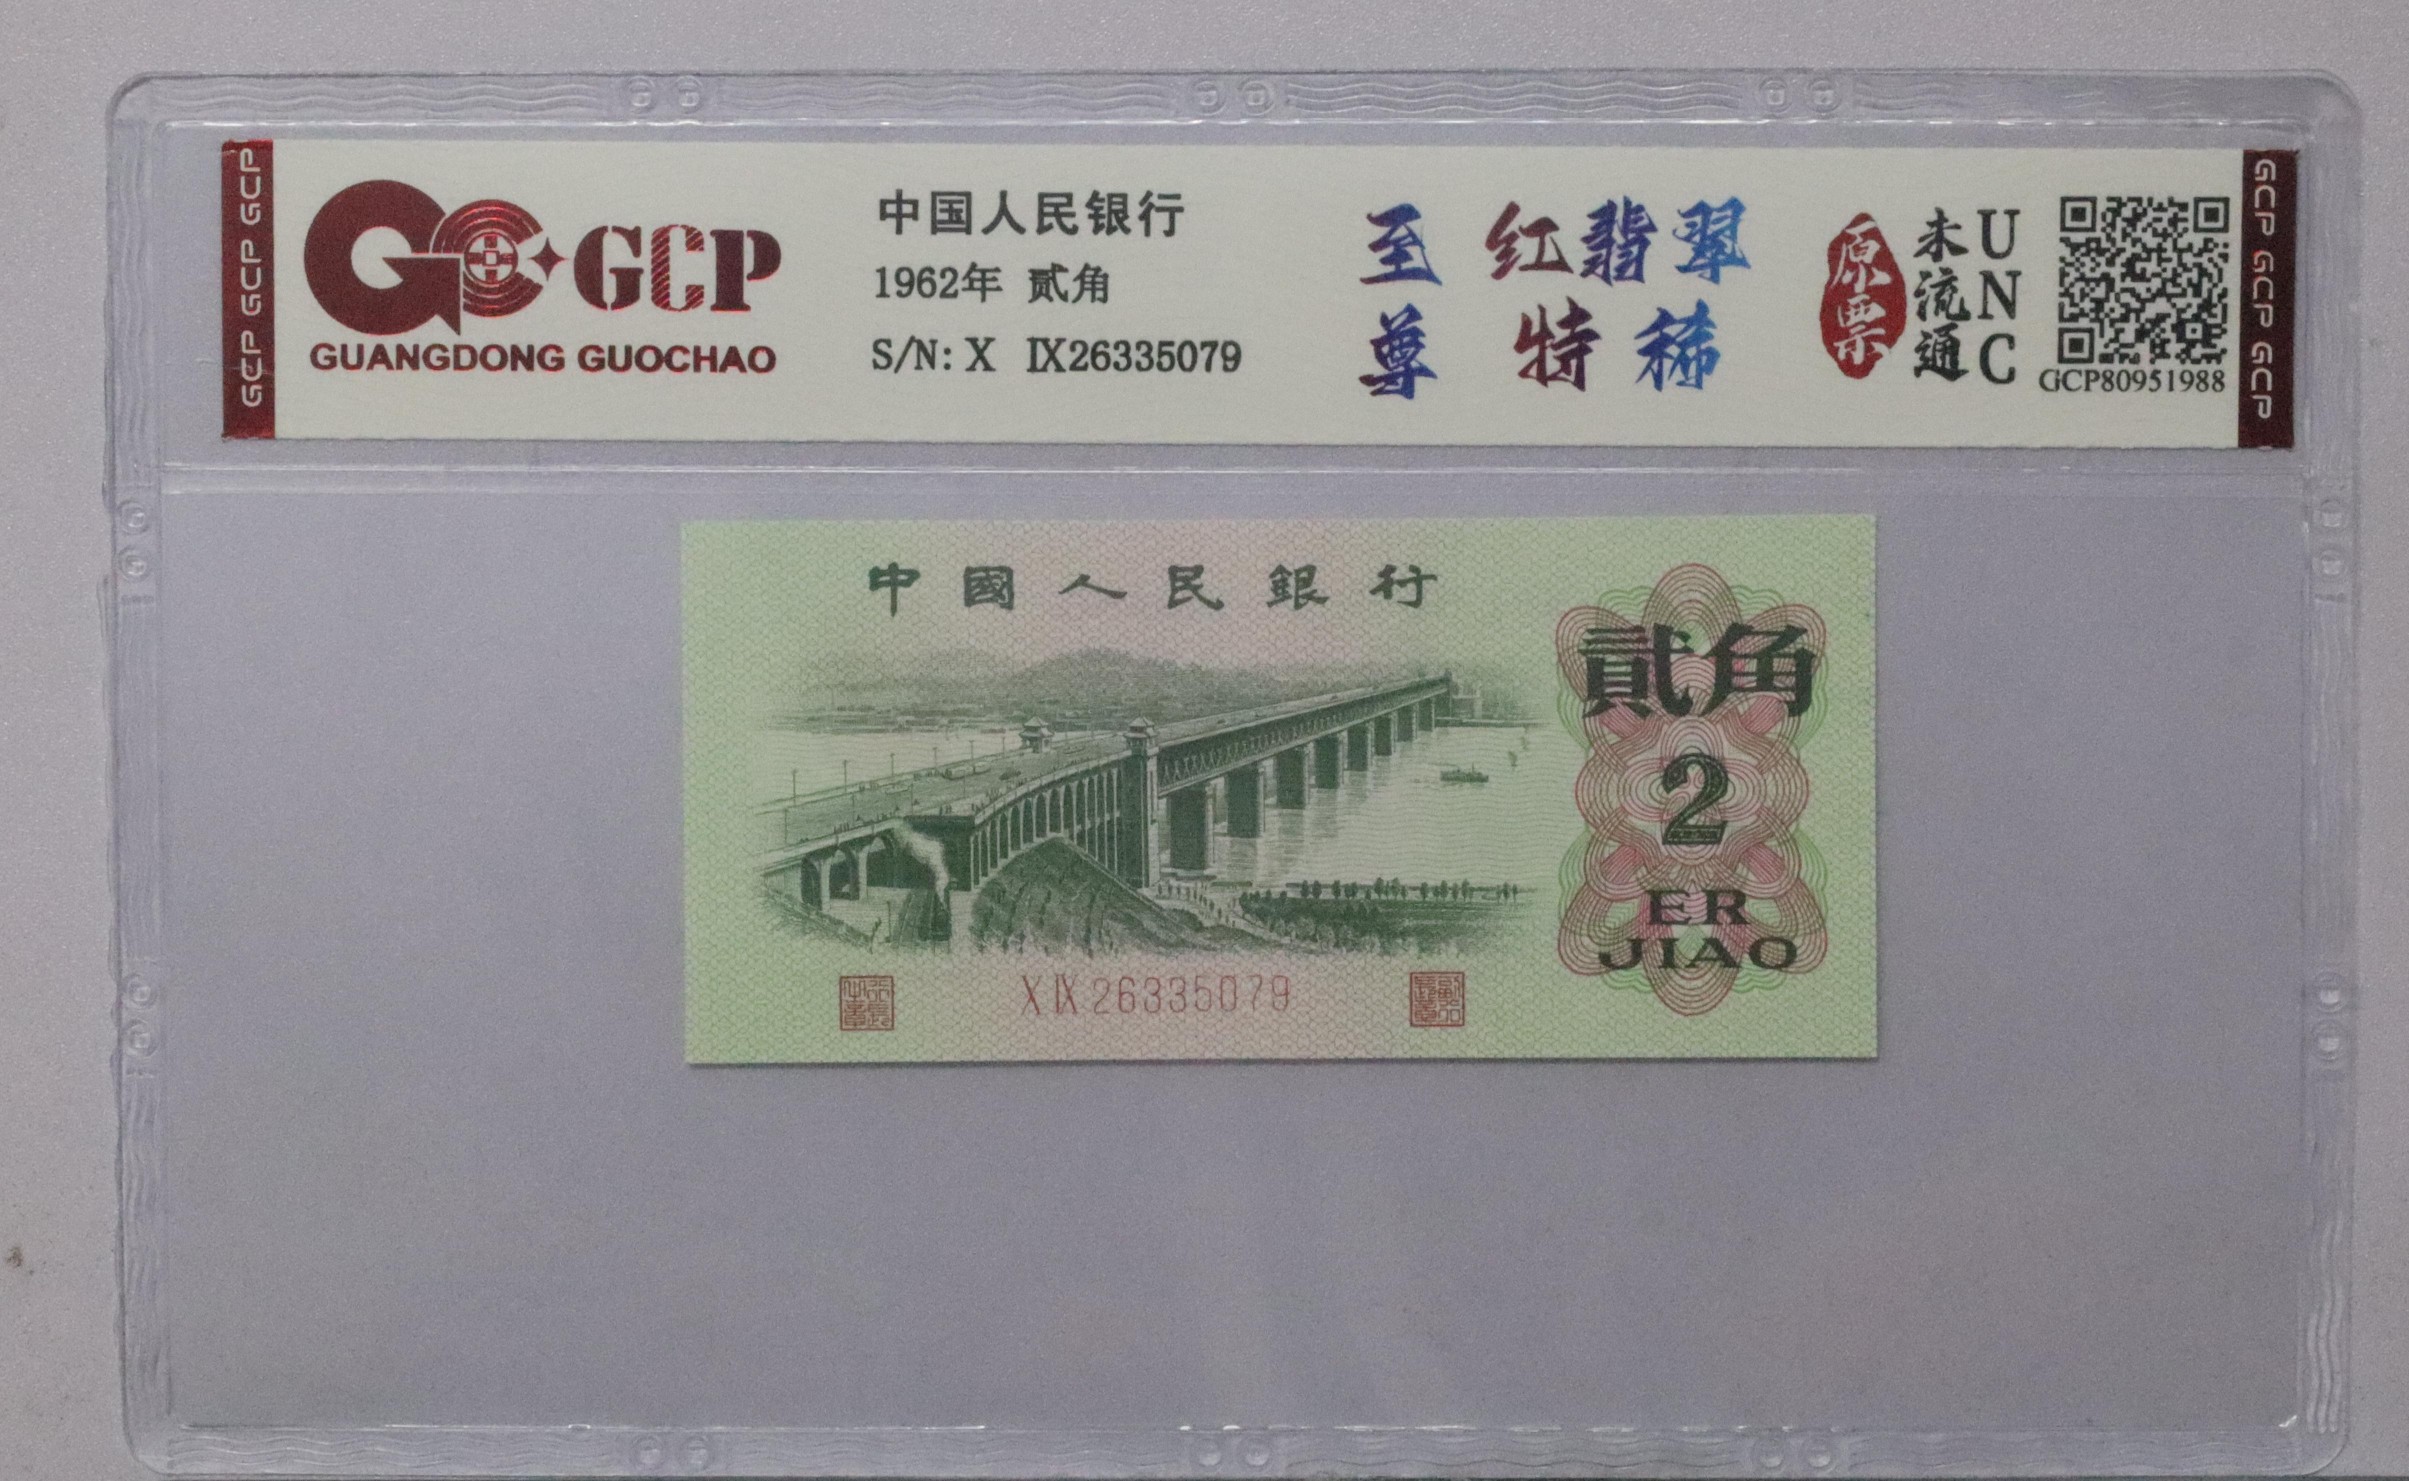 GCP GCP GCP
GCP
GUANGDONG GUOCHAO
中国人民银行
1962年 贰角
S/N: X IX26335079
至尊
红翡翠
特稀
原票
未流通
UNC
GCP80951988
GCP GCP GCP
中國人民銀行
貳角
2
ER
JIAO
X IX 26335079